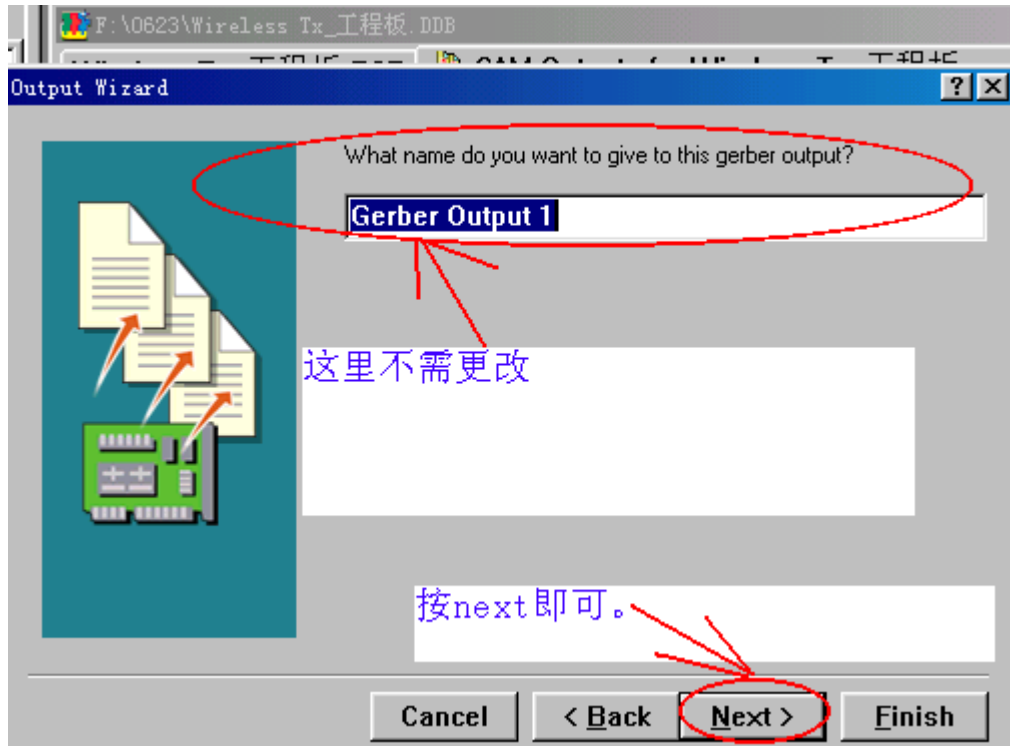 F:\0623\Wireless Tx_工程板.DDB
Output Wizard
What name do you want to give to this gerber output?
Gerber Output 1
这里不需更改
按next即可。
Cancel
< Back
Next >
Finish